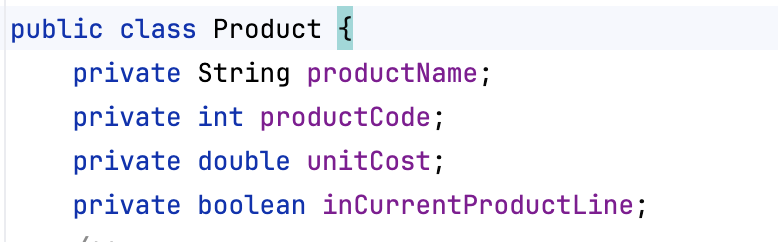 public class Product {
    private String productName;
    private int productCode;
    private double unitCost;
    private boolean inCurrentProductLine;